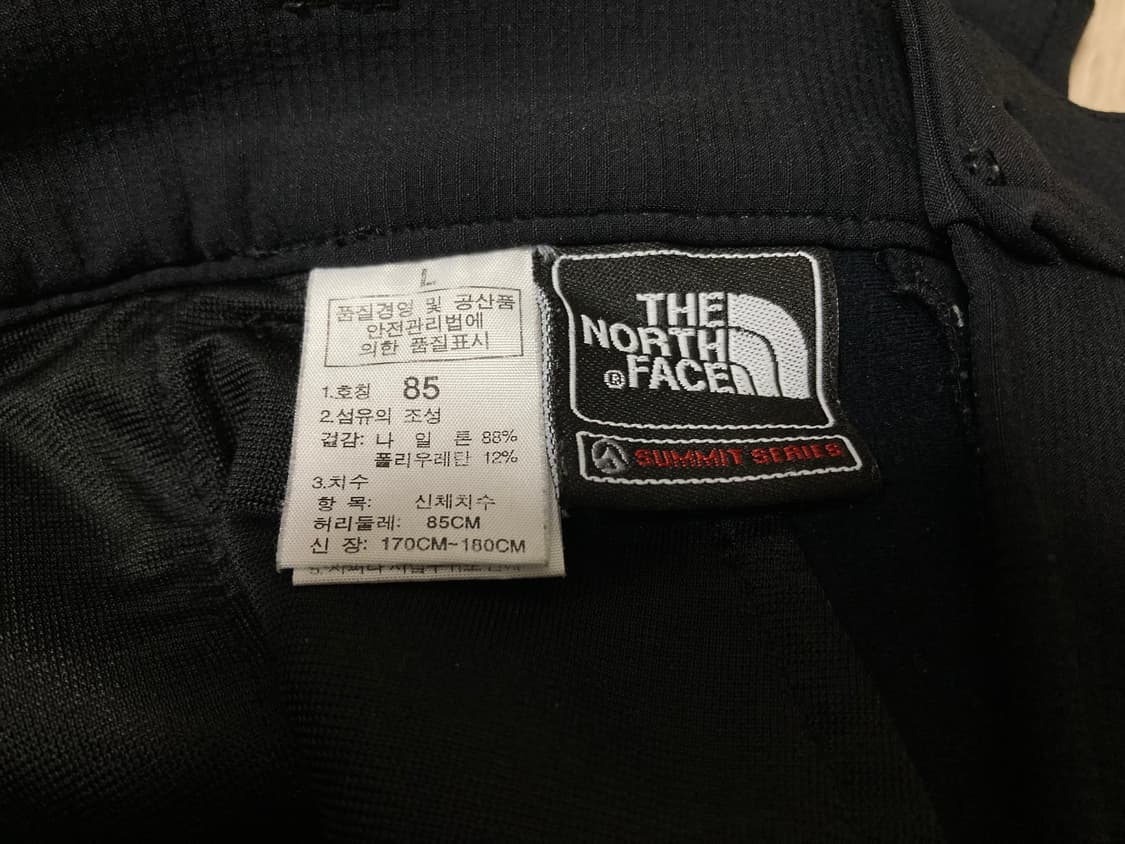 L
품질경영 및 공산품
안전관리법에
의한 품질표시
1.호칭 85
2.섬유의 조성
겉감: 나 일 론 88%
폴리우레탄 12%
3.치수
항 목: 신체치수
허리둘레: 85CM
신 장: 170CM~180CM
THE
NORTH
®FACE
SUMMIT SERIES